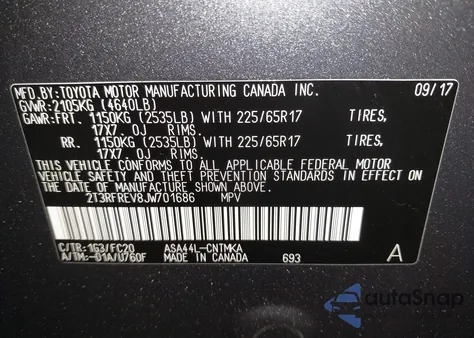 MFD. BY TOYOTA MOTOR MANUFACTURING CANADA INC. 09/17
GVWR: 2105KG (4640LB)
GAWR: FRT. 1150KG (2535LB) WITH 225/65R17 TIRES,
17X7.0J RIMS.
RR. 1150KG (2535LB) WITH 225/65R17 TIRES,
17X7.0J RIMS.
THIS VEHICLE CONFORMS TO ALL APPLICABLE FEDERAL MOTOR
VEHICLE SAFETY AND THEFT PREVENTION STANDARDS IN EFFECT
ON THE DATE OF MANUFACTURE SHOWN ABOVE.
2T3RFREV8JW701686 MPV
C/TR: 1G3/FC20 ASA44L-CNTMKA
A/TM: -01A/U760F MADE IN CANADA 693 A
autoSnap